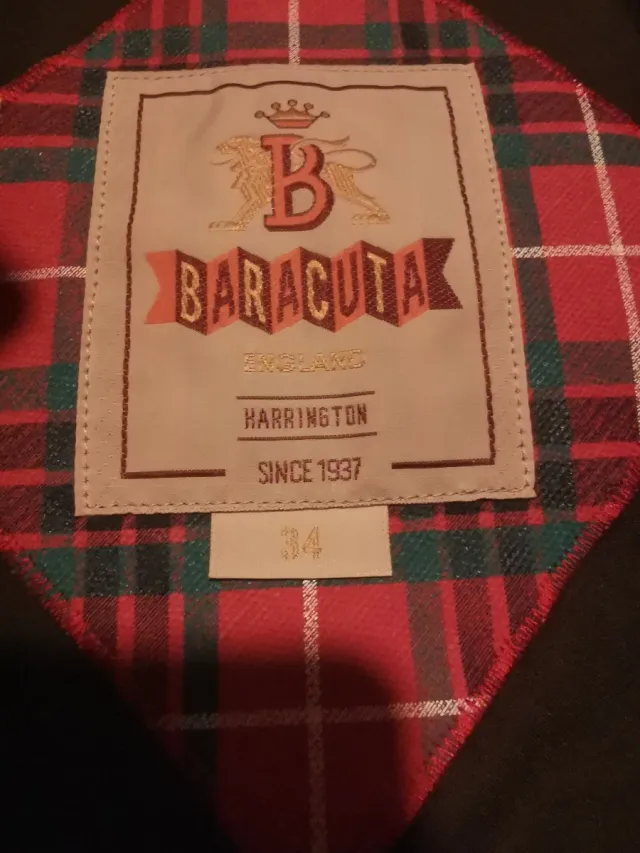 B
BARACUTA
ENGLAND
HARRINGTON
SINCE 1937
34